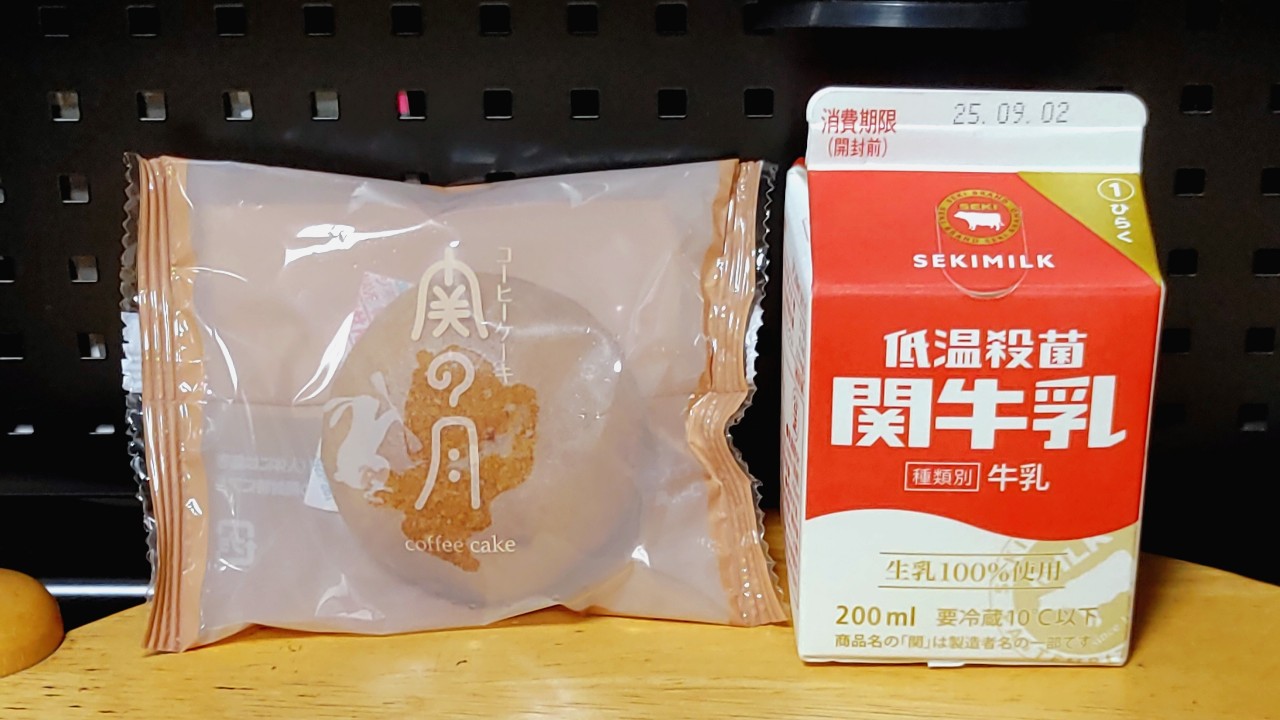 コーヒーケーキ
関の月
coffee cake
消費期限
(開封前)
25.09.02
①ひらく
SEKI
SEKIMILK
低温殺菌
関牛乳
種類別 牛乳
生乳100%使用
200ml 要冷蔵10℃以下
商品名の「関」は製造者名の一部です